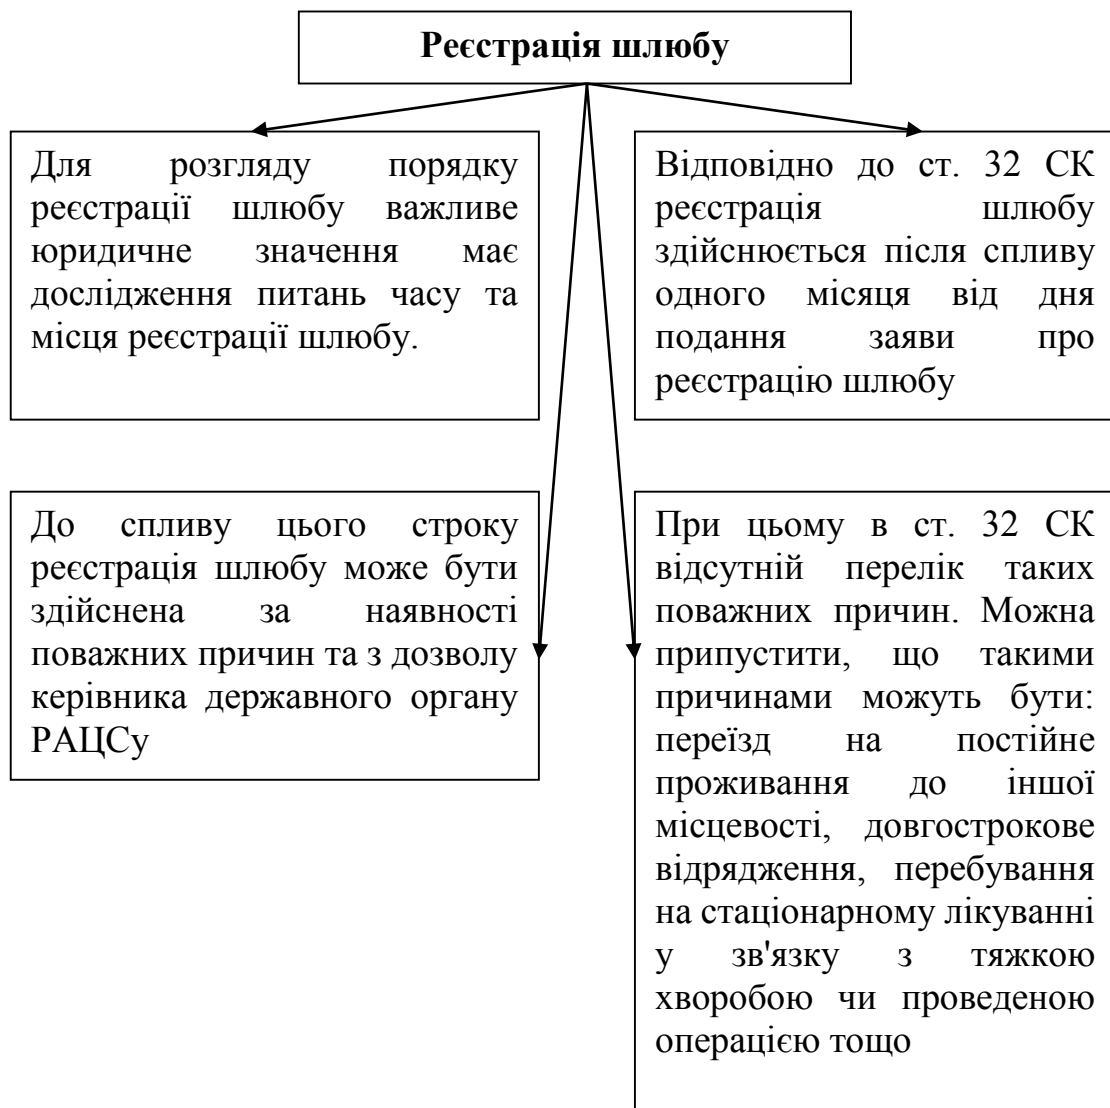 Реєстрація шлюбу
Для розгляду порядку
реєстрації шлюбу важливе
юридичне значення має
дослідження питань часу та
місця реєстрації шлюбу.
Відповідно до ст. 32 СК
реєстрація шлюбу
здійснюється після спливу
одного місяця від дня
подання заяви про
реєстрацію шлюбу
До спливу цього строку
реєстрація шлюбу може бути
здійснена за наявності
поважних причин та з дозволу
керівника державного органу
РАЦСу
При цьому в ст. 32 СК
відсутній перелік таких
поважних причин. Можна
припустити, що такими
причинами можуть бути:
переїзд на постійне
проживання до іншої
місцевості, довгострокове
відрядження, перебування
на стаціонарному лікуванні
у зв'язку з тяжкою
хворобою чи проведеною
операцією тощо